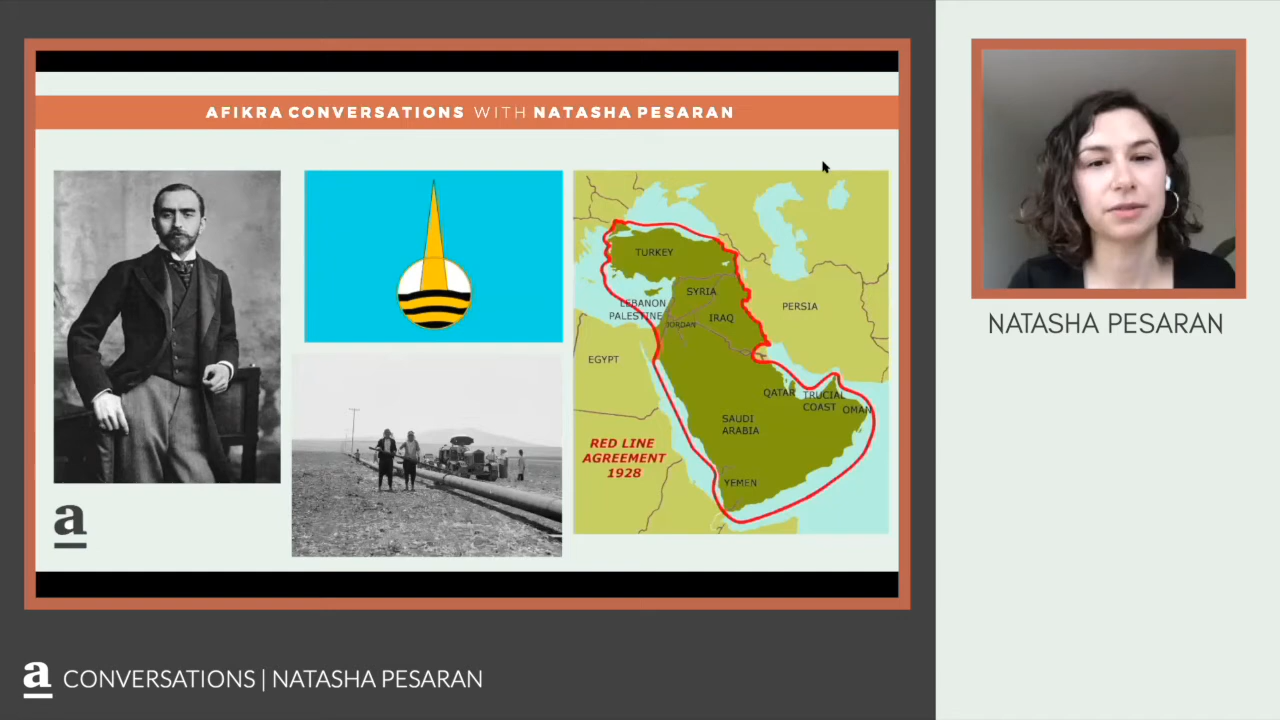 AFIKRA CONVERSATIONS WITH NATASHA PESARAN
TURKEY
SYRIA
LEBANON
PALESTINE
JORDAN
IRAQ
PERSIA
EGYPT
QATAR
TRUCIAL
COAST
OMAN
SAUDI
ARABIA
YEMEN
RED LINE
AGREEMENT
1928
a
NATASHA PESARAN
a CONVERSATIONS | NATASHA PESARAN